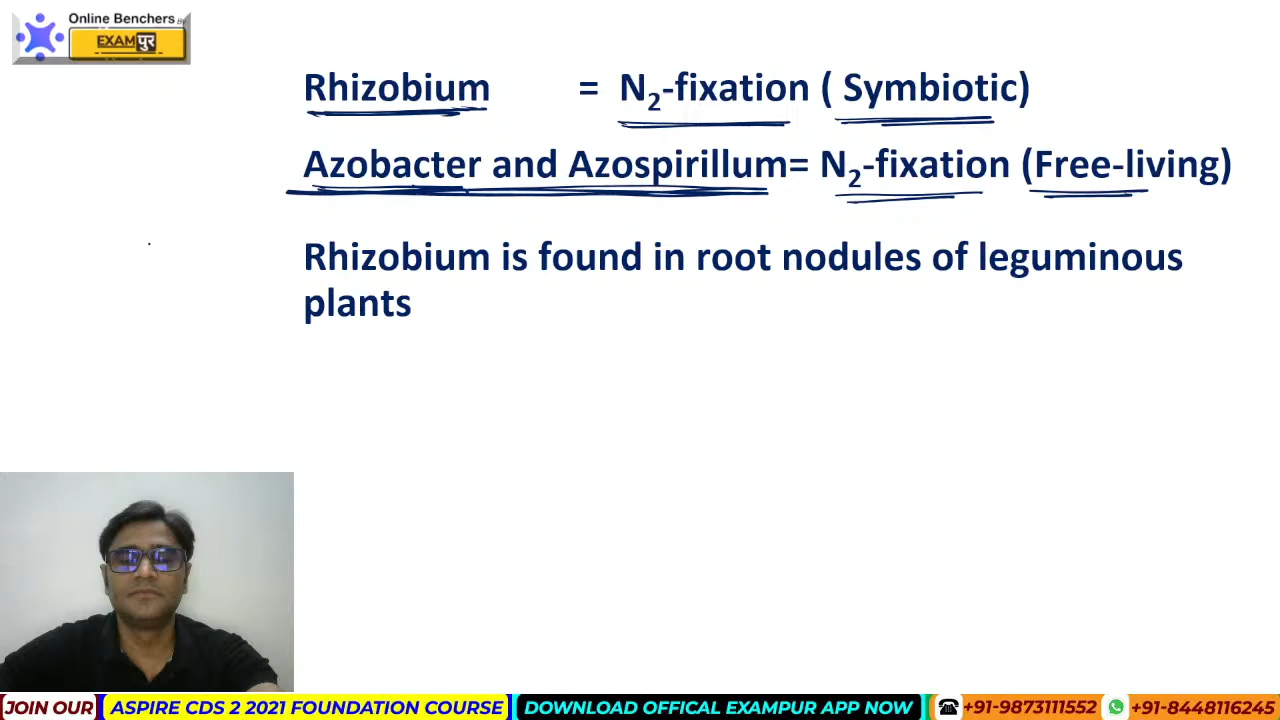 Online Benchers By
EXAMपुर
Rhizobium = N₂-fixation ( Symbiotic)
Azobacter and Azospirillum= N₂-fixation (Free-living)
Rhizobium is found in root nodules of leguminous
plants
JOIN OUR ASPIRE CDS 2 2021 FOUNDATION COURSE DOWNLOAD OFFICAL EXAMPUR APP NOW +91-9873111552 +91-8448116245